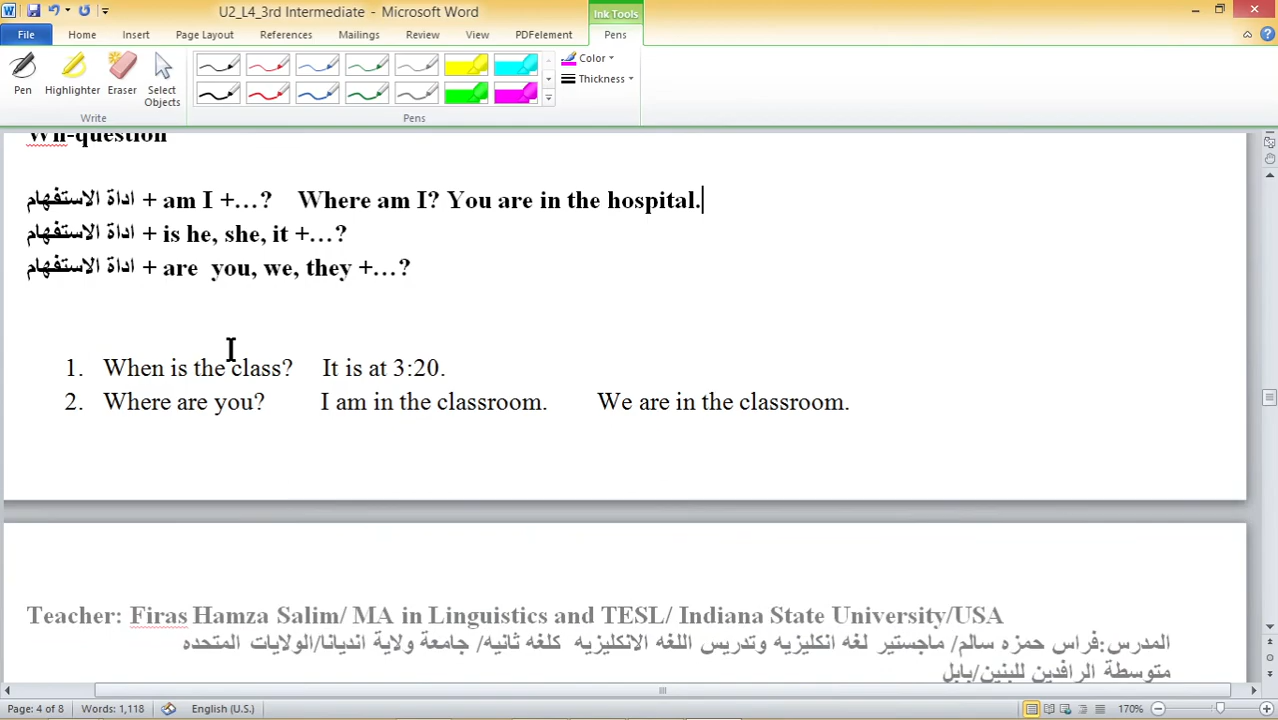 U2_L4_3rd Intermediate - Microsoft Word
Ink Tools
File Home Insert Page Layout References Mailings Review View PDFelement Pens
Pen Highlighter Eraser Select Objects
Color
Thickness
Write
Pens
Wh-question
اداة الاستفهام + am I +…? Where am I? You are in the hospital.
اداة الاستفهام + is he, she, it +…?
اداة الاستفهام + are you, we, they +…?
1. When is the class? It is at 3:20.
2. Where are you? I am in the classroom. We are in the classroom.
Teacher: Firas Hamza Salim/ MA in Linguistics and TESL/ Indiana State University/USA
المدرس:فراس حمزه سالم/ ماجستير لغه انكليزيه وتدريس اللغه الانكليزيه كلغه ثانيه/ جامعة ولاية انديانا/الولايات المتحده
متوسطة الرافدين للبنين/بابل
Page: 4 of 8 Words: 1,118 English (U.S.) 170%